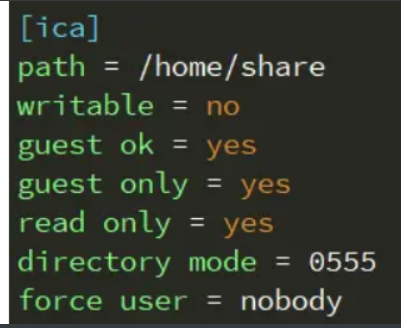 [ica]
path = /home/share
writable = no
guest ok = yes
guest only = yes
read only = yes
directory mode = 0555
force user = nobody